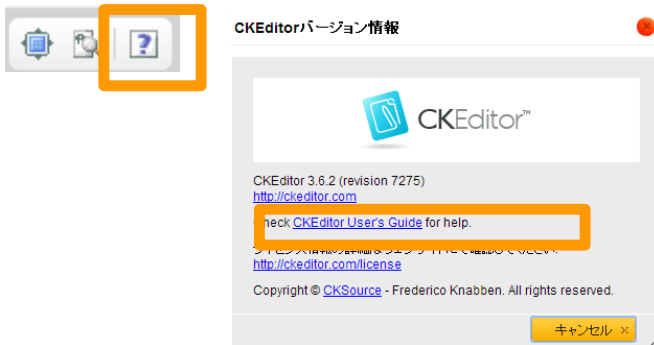 CKEditorバージョン情報
CKEditor™
CKEditor 3.6.2 (revision 7275)
http://ckeditor.com
Check CKEditor User's Guide for help.
http://ckeditor.com/license
Copyright © CKSource - Frederico Knabben. All rights reserved.
キャンセル ×